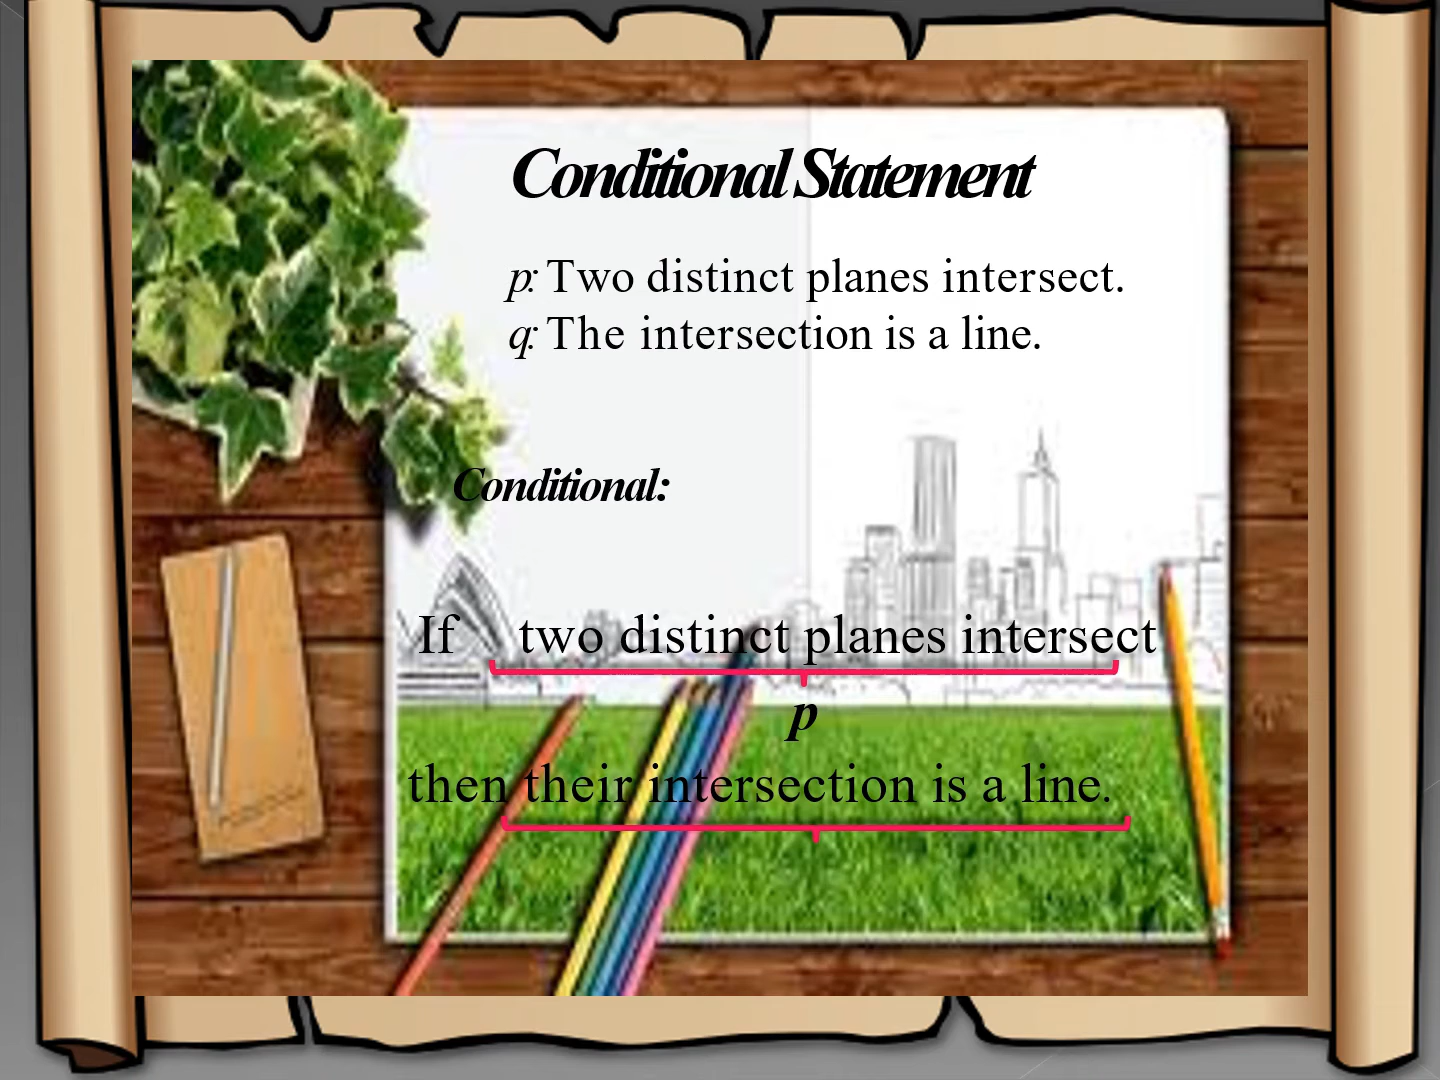 Conditional Statement
p: Two distinct planes intersect.
q: The intersection is a line.
Conditional:
If two distinct planes intersect
p
then their intersection is a line.